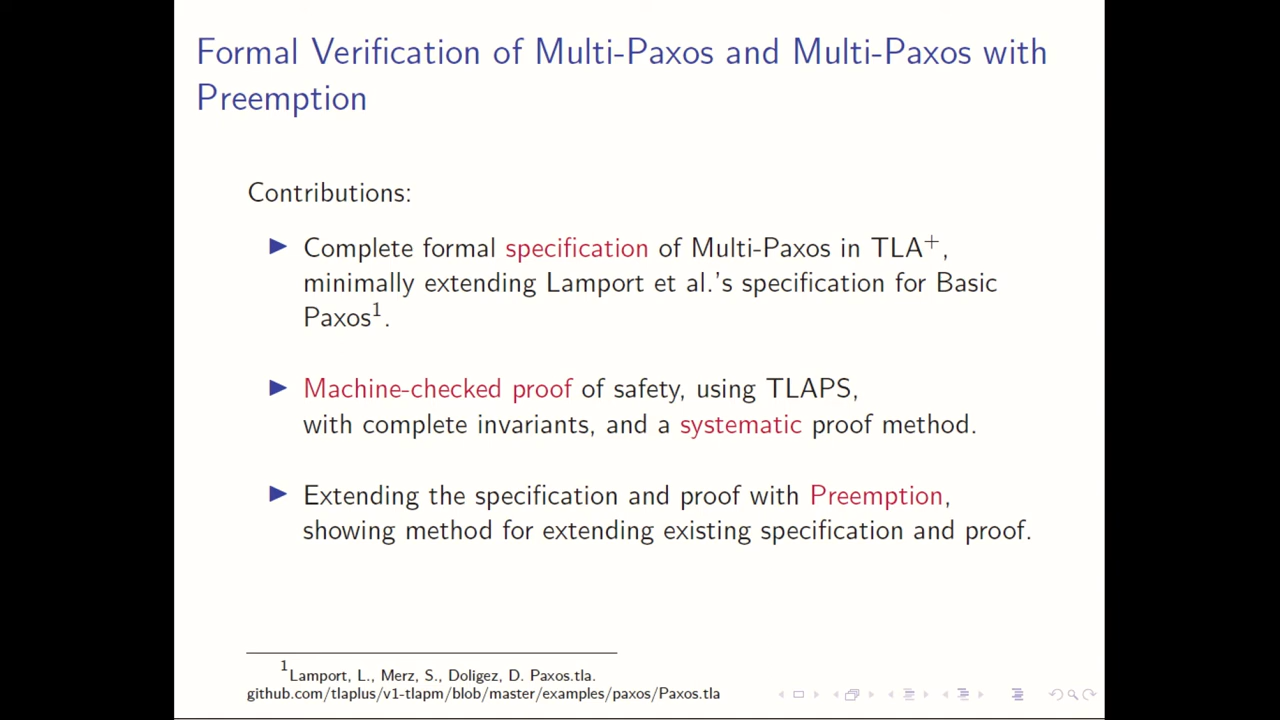 Formal Verification of Multi-Paxos and Multi-Paxos with
Preemption
Contributions:
Complete formal specification of Multi-Paxos in TLA⁺,
minimally extending Lamport et al.'s specification for Basic
Paxos¹.
Machine-checked proof of safety, using TLAPS,
with complete invariants, and a systematic proof method.
Extending the specification and proof with Preemption,
showing method for extending existing specification and proof.
¹Lamport, L., Merz, S., Doligez, D. Paxos.tla.
github.com/tlaplus/v1-tlapm/blob/master/examples/paxos/Paxos.tla